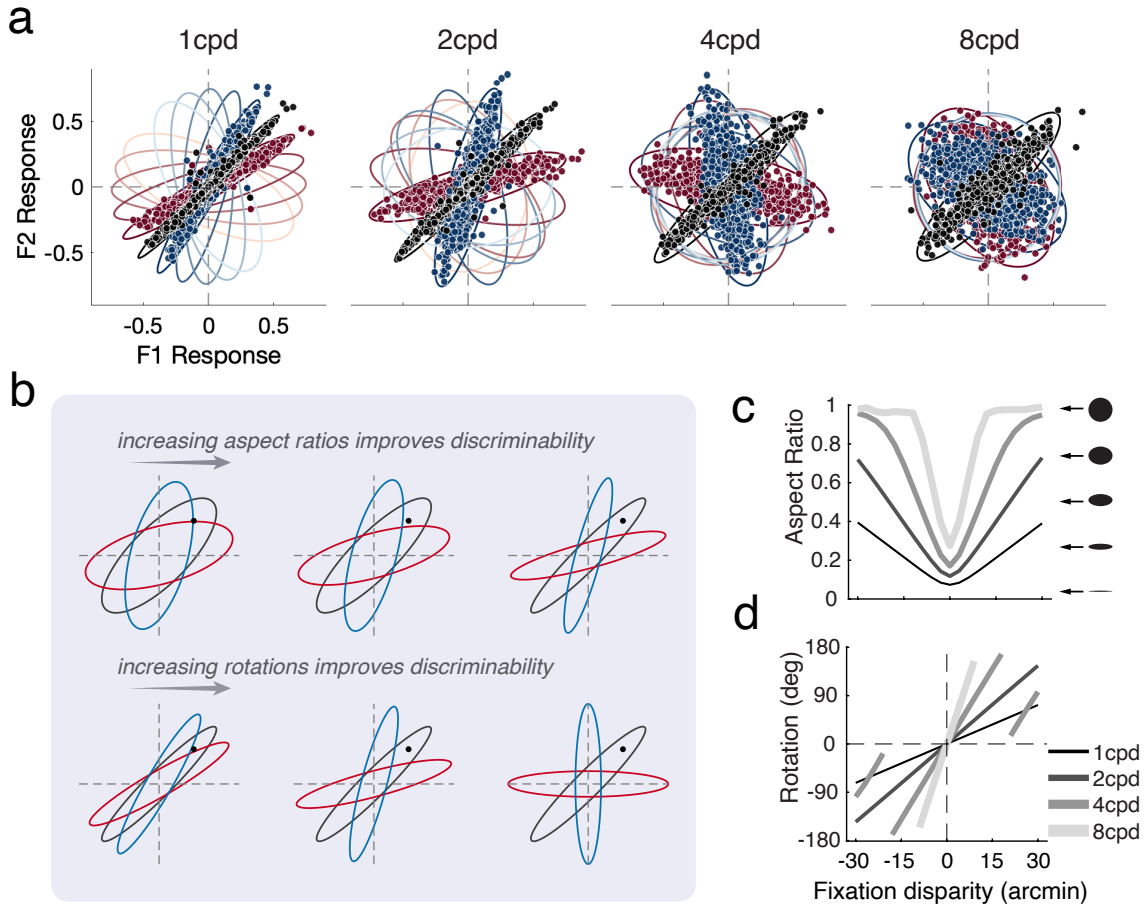 a
1cpd 2cpd 4cpd 8cpd
F2 Response
0.5
0
-0.5
-0.5 0 0.5
F1 Response
b
increasing aspect ratios improves discriminability
increasing rotations improves discriminability
c
Aspect Ratio
1
0.8
0.6
0.4
0.2
0
d
Rotation (deg)
180
90
0
-90
-180
-30 -15 0 15 30
Fixation disparity (arcmin)
1cpd
2cpd
4cpd
8cpd